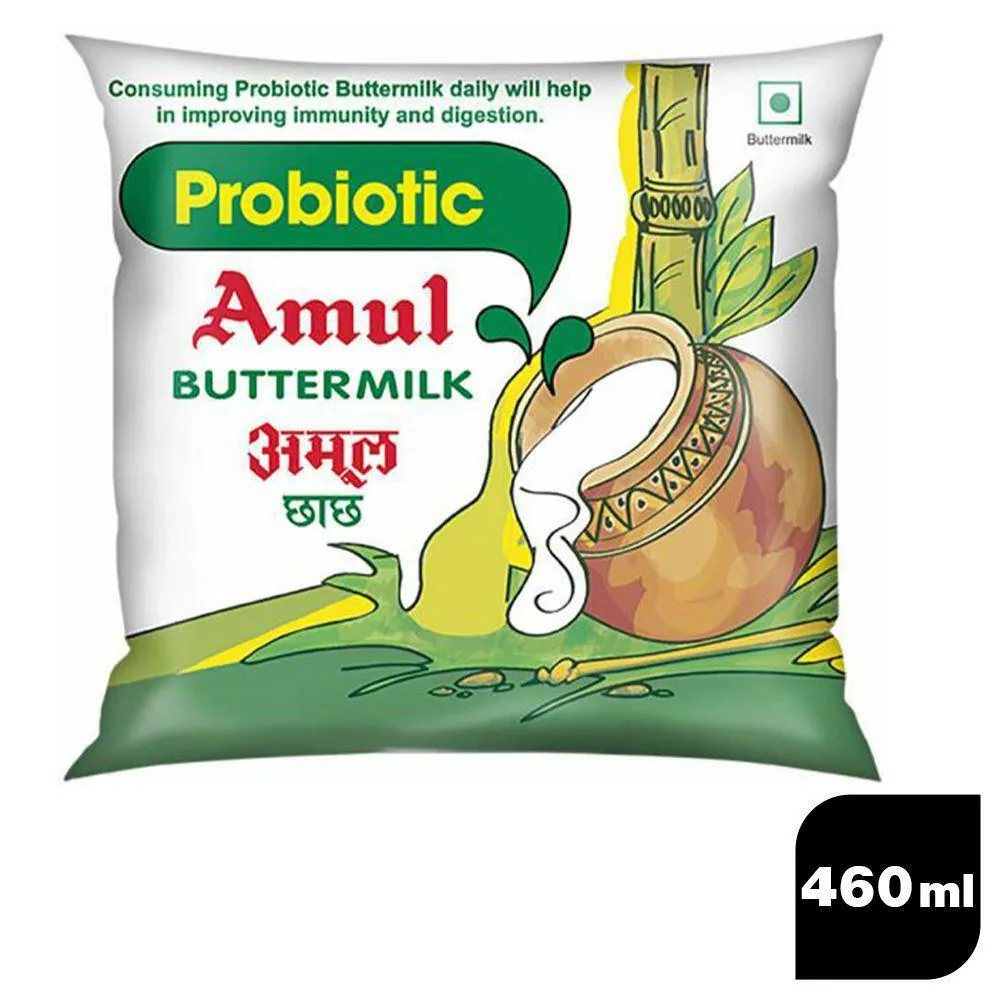 Consuming Probiotic Buttermilk daily will help
in improving immunity and digestion.
Buttermilk
Probiotic
Amul
BUTTERMILK
अमूल
छाछ
460 ml